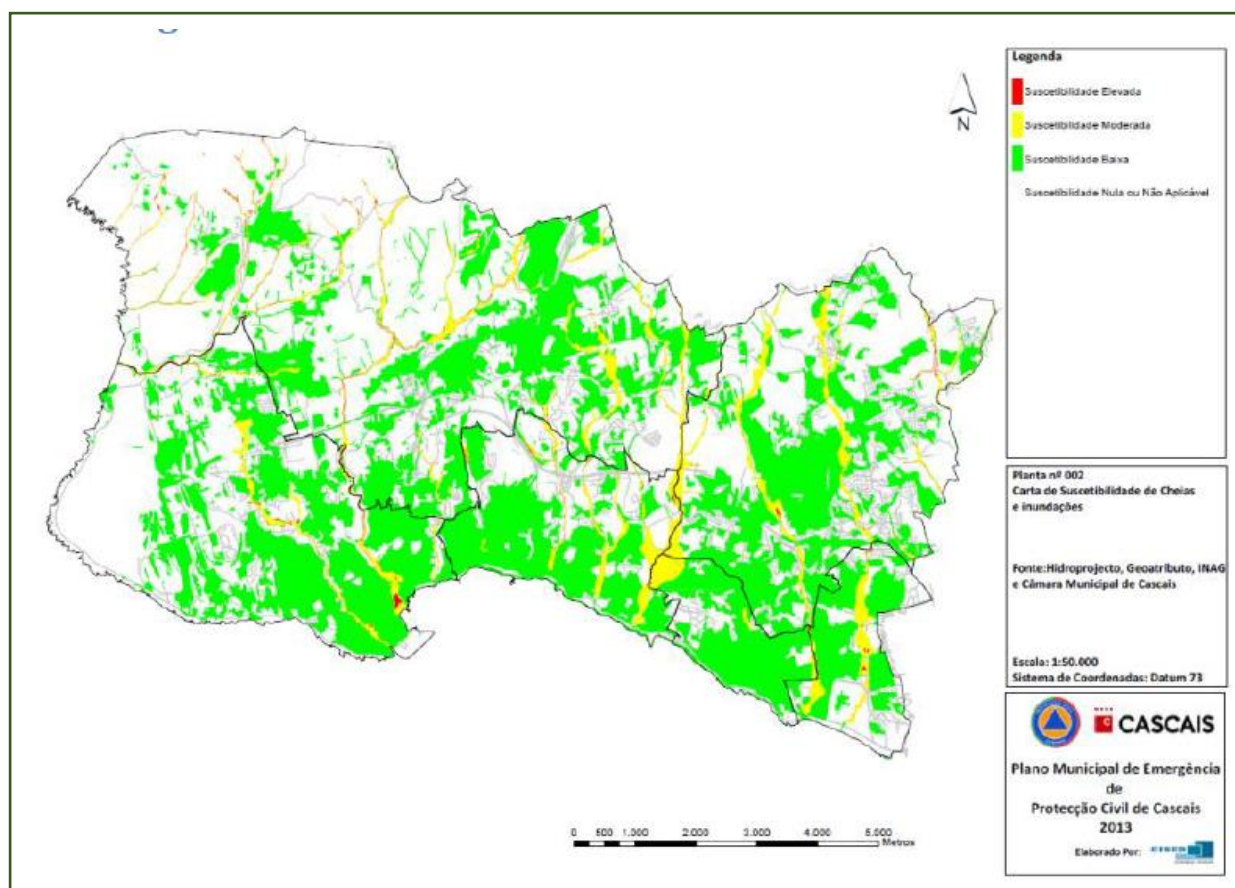 Legenda
Suscetibilidade Elevada
Suscetibilidade Moderada
Suscetibilidade Baixa
Suscetibilidade Nula ou Não Aplicável
N
Planta nº 002
Carta de Suscetibilidade de Cheias
e inundações
Fonte:Hidroprojecto, Geoatributo, INAG
e Câmara Municipal de Cascais
Escala: 1:50.000
Sistema de Coordenadas: Datum 73
CASCAIS
Plano Municipal de Emergência
de
Protecção Civil de Cascais
2013
Elaborado Por:
0 500 1.000 2.000 3.000 4.000 5.000
Metros